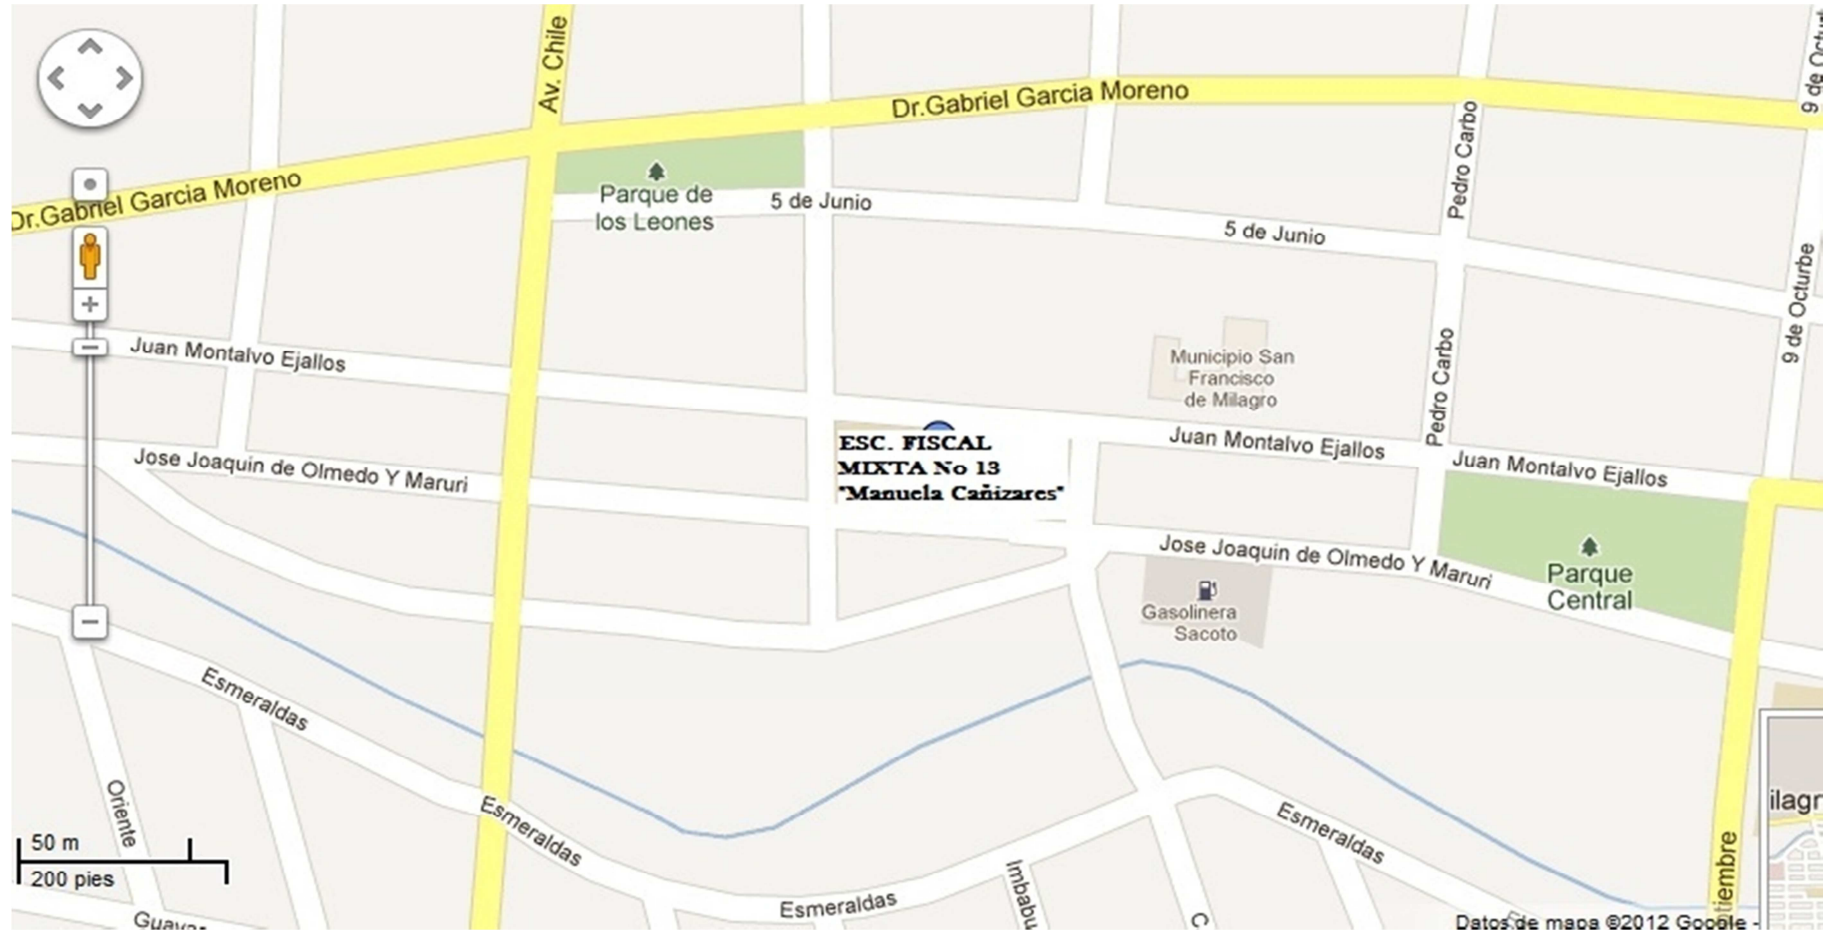 Av. Chile
Dr.Gabriel Garcia Moreno
9 de Octu
Dr.Gabriel Garcia Moreno
Parque de
los Leones
5 de Junio
5 de Junio
Pedro Carbo
9 de Octurbe
Juan Montalvo Ejallos
Municipio San
Francisco
de Milagro
Pedro Carbo
ESC. FISCAL
MIXTA No 13
"Manuela Cañizares"
Juan Montalvo Ejallos
Juan Montalvo Ejallos
Jose Joaquin de Olmedo Y Maruri
Jose Joaquin de Olmedo Y Maruri
Parque
Central
Gasolinera
Sacoto
Esmeraldas
Oriente
Esmeraldas
Esmeraldas
ilagr
50 m
200 pies
Esmeraldas
Imbabu
tiembre
C
Datos de mapa ©2012 Google -